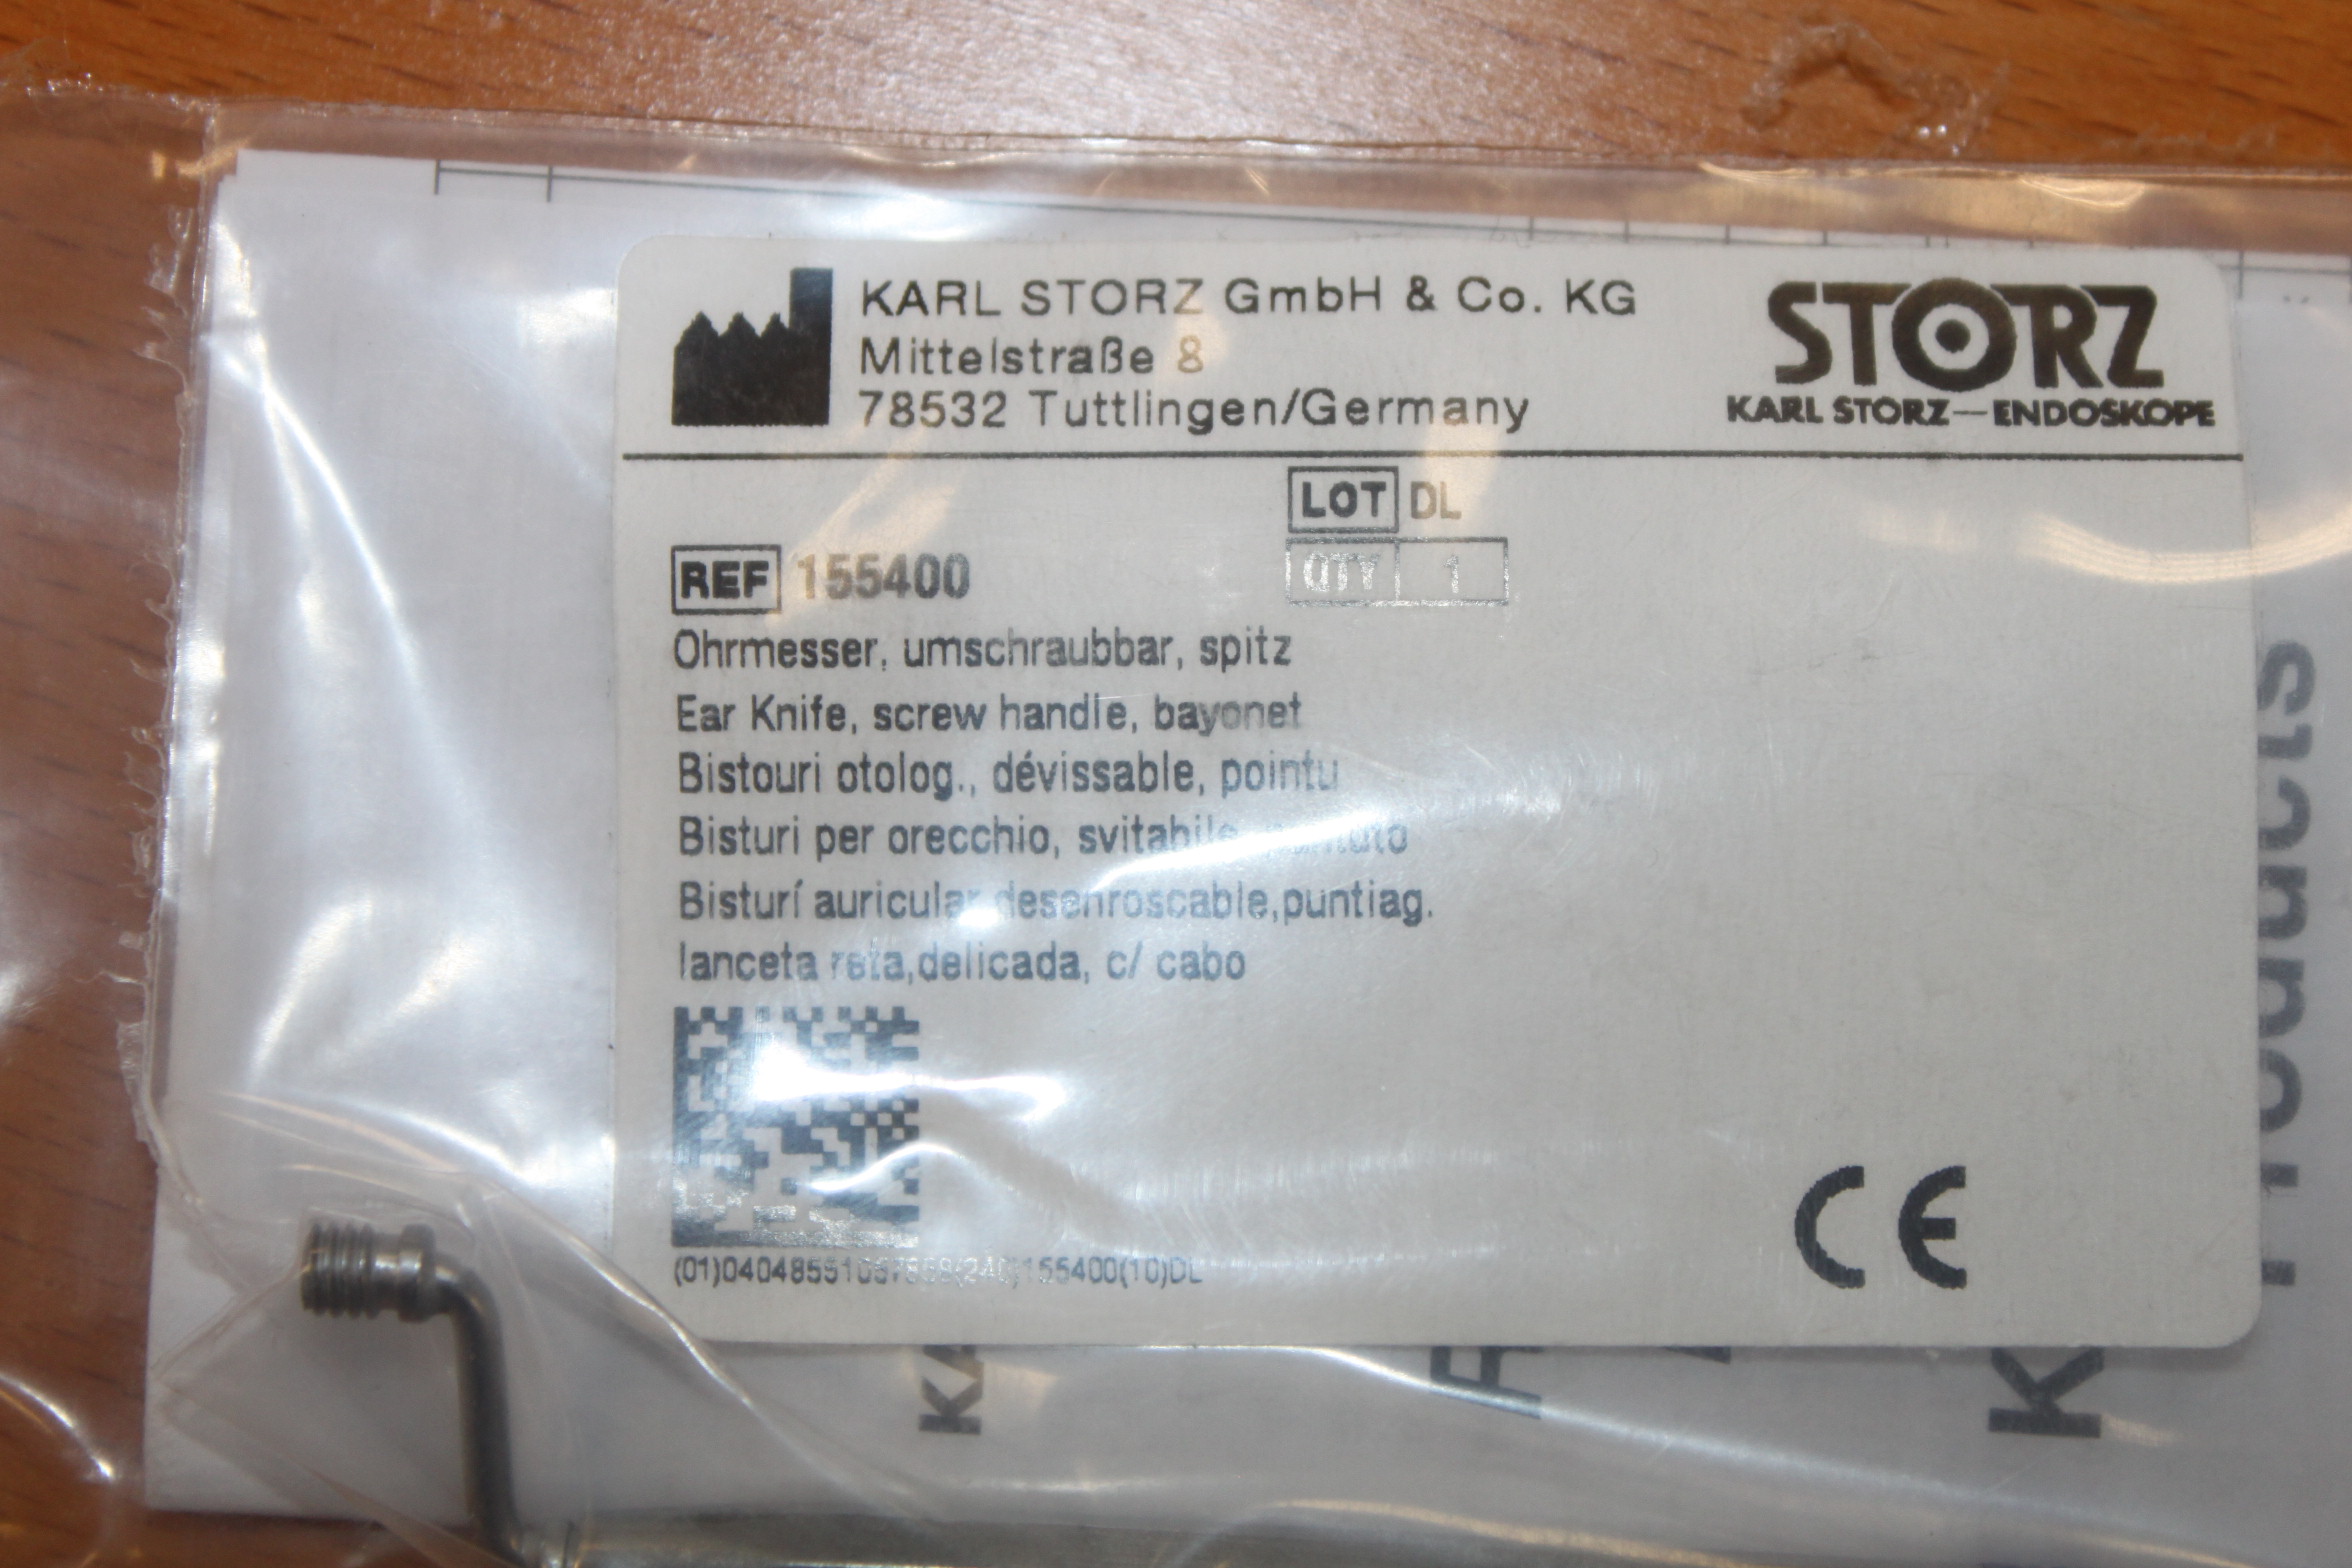 KARL STORZ GmbH & Co. KG
Mittelstraße 8
78532 Tuttlingen/Germany
STORZ
KARL STORZ—ENDOSKOPE
LOT DL
REF 155400
QTY 1
Ohrmesser, umschraubbar, spitz
Ear Knife, screw handle, bayonet
Bistouri otolog., dévissable, pointu
Bisturi per orecchio, svitabile,
Bisturí auricular desenroscable,puntiag.
lanceta reta,delicada, c/ cabo
CE